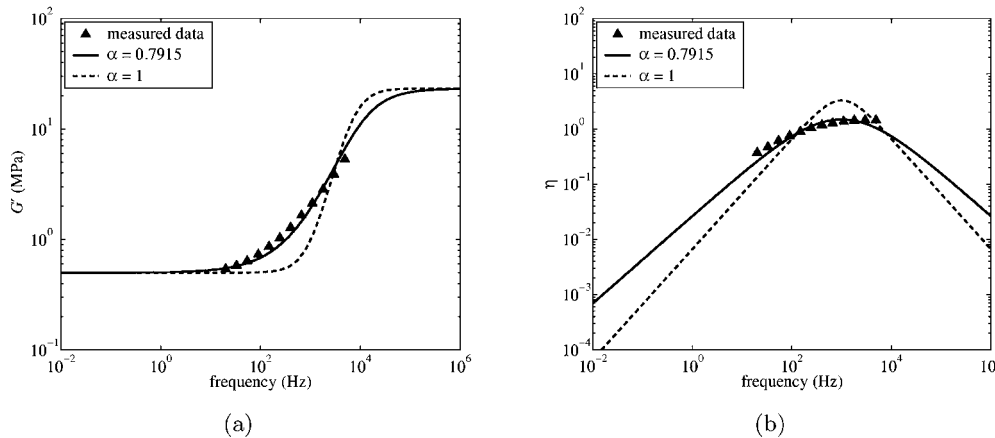 10^2
10^1
10^0
10^-1
G' (MPa)
measured data
α = 0.7915
α = 1
10^-2 10^0 10^2 10^4 10^6
frequency (Hz)
(a)
10^2
10^1
10^0
10^-1
10^-2
10^-3
10^-4
η
measured data
α = 0.7915
α = 1
10^-2 10^0 10^2 10^4 10
frequency (Hz)
(b)